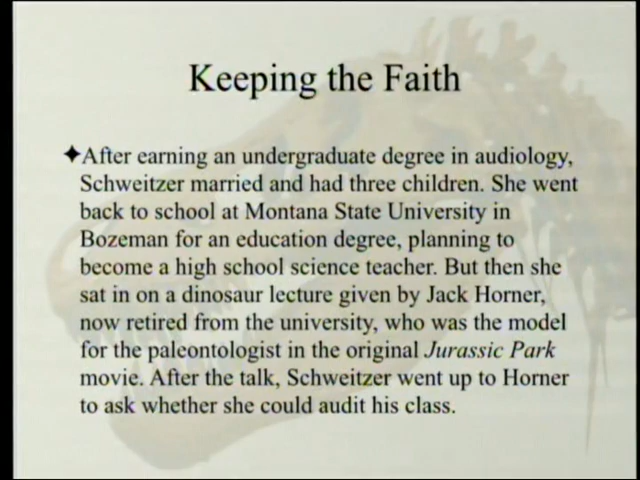 Keeping the Faith
✦After earning an undergraduate degree in audiology,
Schweitzer married and had three children. She went
back to school at Montana State University in
Bozeman for an education degree, planning to
become a high school science teacher. But then she
sat in on a dinosaur lecture given by Jack Horner,
now retired from the university, who was the model
for the paleontologist in the original Jurassic Park
movie. After the talk, Schweitzer went up to Horner
to ask whether she could audit his class.